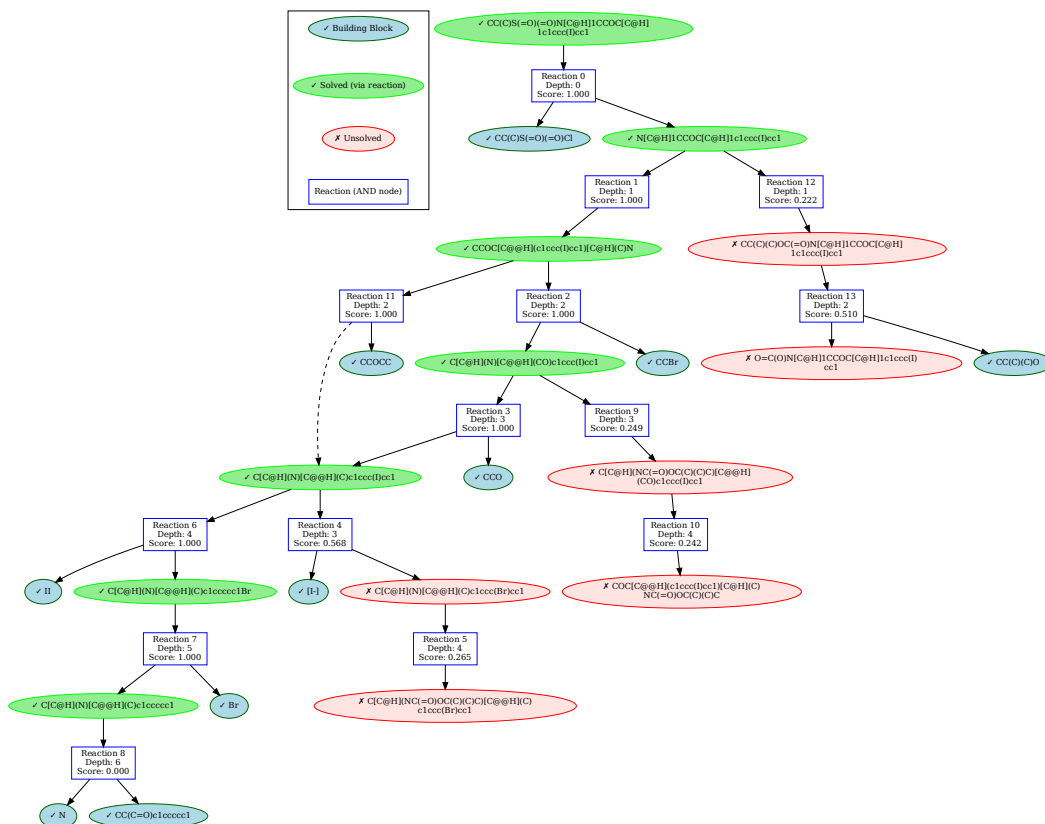 ✓ Building Block
✓ Solved (via reaction)
✗ Unsolved
Reaction (AND node)
✓ CC(C)S(=O)(=O)N[C@H]1CCOC[C@H]
1c1ccc(I)cc1
Reaction 0
Depth: 0
Score: 1.000
✓ CC(C)S(=O)(=O)Cl
✓ N[C@H]1CCOC[C@H]1c1ccc(I)cc1
Reaction 1
Depth: 1
Score: 1.000
Reaction 12
Depth: 1
Score: 0.222
✓ CCOC[C@@H](c1ccc(I)cc1)[C@H](C)N
✗ CC(C)(C)OC(=O)N[C@H]1CCOC[C@H]
1c1ccc(I)cc1
Reaction 11
Depth: 2
Score: 1.000
Reaction 2
Depth: 2
Score: 1.000
Reaction 13
Depth: 2
Score: 0.510
✓ CCOCC
✓ C[C@H](N)[C@@H](CO)c1ccc(I)cc1
✓ CCBr
✗ O=C(O)N[C@H]1CCOC[C@H]1c1ccc(I)
cc1
✓ CC(C)(C)O
Reaction 3
Depth: 3
Score: 1.000
Reaction 9
Depth: 3
Score: 0.249
✓ C[C@H](N)[C@@H](C)c1ccc(I)cc1
✓ CCO
✗ C[C@H](NC(=O)OC(C)(C)C)[C@@H]
(CO)c1ccc(I)cc1
Reaction 6
Depth: 4
Score: 1.000
Reaction 4
Depth: 3
Score: 0.568
Reaction 10
Depth: 4
Score: 0.242
✓ II
✓ C[C@H](N)[C@@H](C)c1ccccc1Br
✓ [I-]
✗ C[C@H](N)[C@@H](C)c1ccc(Br)cc1
✗ COC[C@@H](c1ccc(I)cc1)[C@H](C)
NC(=O)OC(C)(C)C
Reaction 7
Depth: 5
Score: 1.000
Reaction 5
Depth: 4
Score: 0.265
✓ C[C@H](N)[C@@H](C)c1ccccc1
✓ Br
✗ C[C@H](NC(=O)OC(C)(C)C)[C@@H](C)
c1ccc(Br)cc1
Reaction 8
Depth: 6
Score: 0.000
✓ N
✓ CC(C=O)c1ccccc1